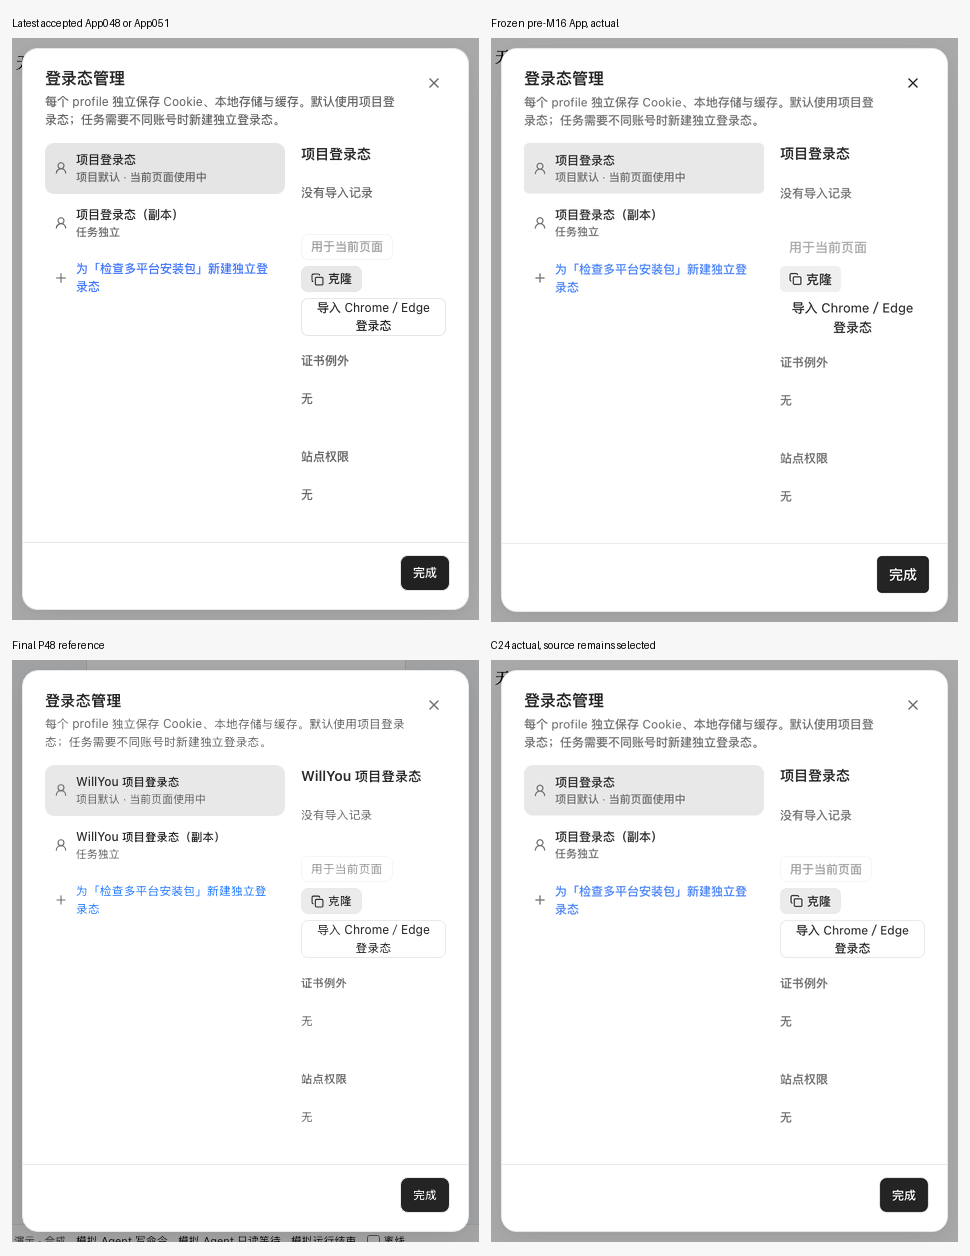 Latest accepted App048 or App051
登录态管理
每个 profile 独立保存 Cookie、本地存储与缓存。默认使用项目登
录态；任务需要不同账号时新建独立登录态。
项目登录态
项目默认 · 当前页面使用中
项目登录态（副本）
任务独立
为「检查多平台安装包」新建独立登
录态
项目登录态
没有导入记录
用于当前页面
克隆
导入 Chrome / Edge
登录态
证书例外
无
站点权限
无
完成
Frozen pre-M16 App, actual
登录态管理
每个 profile 独立保存 Cookie、本地存储与缓存。默认使用项目登
录态；任务需要不同账号时新建独立登录态。
项目登录态
项目默认 · 当前页面使用中
项目登录态（副本）
任务独立
为「检查多平台安装包」新建独立登
录态
项目登录态
没有导入记录
用于当前页面
克隆
导入 Chrome / Edge
登录态
证书例外
无
站点权限
无
完成
Final P48 reference
登录态管理
每个 profile 独立保存 Cookie、本地存储与缓存。默认使用项目登录
态；任务需要不同账号时新建独立登录态。
WillYou 项目登录态
项目默认 · 当前页面使用中
WillYou 项目登录态（副本）
任务独立
为「检查多平台安装包」新建独立登
录态
WillYou 项目登录态
没有导入记录
用于当前页面
克隆
导入 Chrome / Edge
登录态
证书例外
无
站点权限
无
完成
演示 · 合成 模拟 Agent 写命令 模拟 Agent 只读等待 模拟运行结束 离线
C24 actual, source remains selected
登录态管理
每个 profile 独立保存 Cookie、本地存储与缓存。默认使用项目登
录态；任务需要不同账号时新建独立登录态。
项目登录态
项目默认 · 当前页面使用中
项目登录态（副本）
任务独立
为「检查多平台安装包」新建独立登
录态
项目登录态
没有导入记录
用于当前页面
克隆
导入 Chrome / Edge
登录态
证书例外
无
站点权限
无
完成